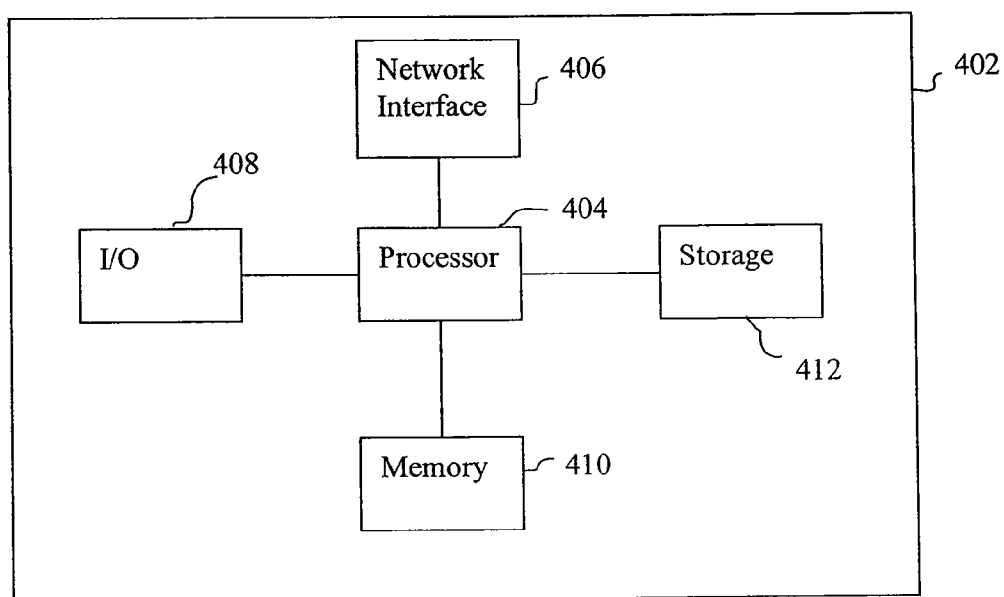 Network
Interface
406
402
408
404
I/O
Processor
Storage
412
Memory
410